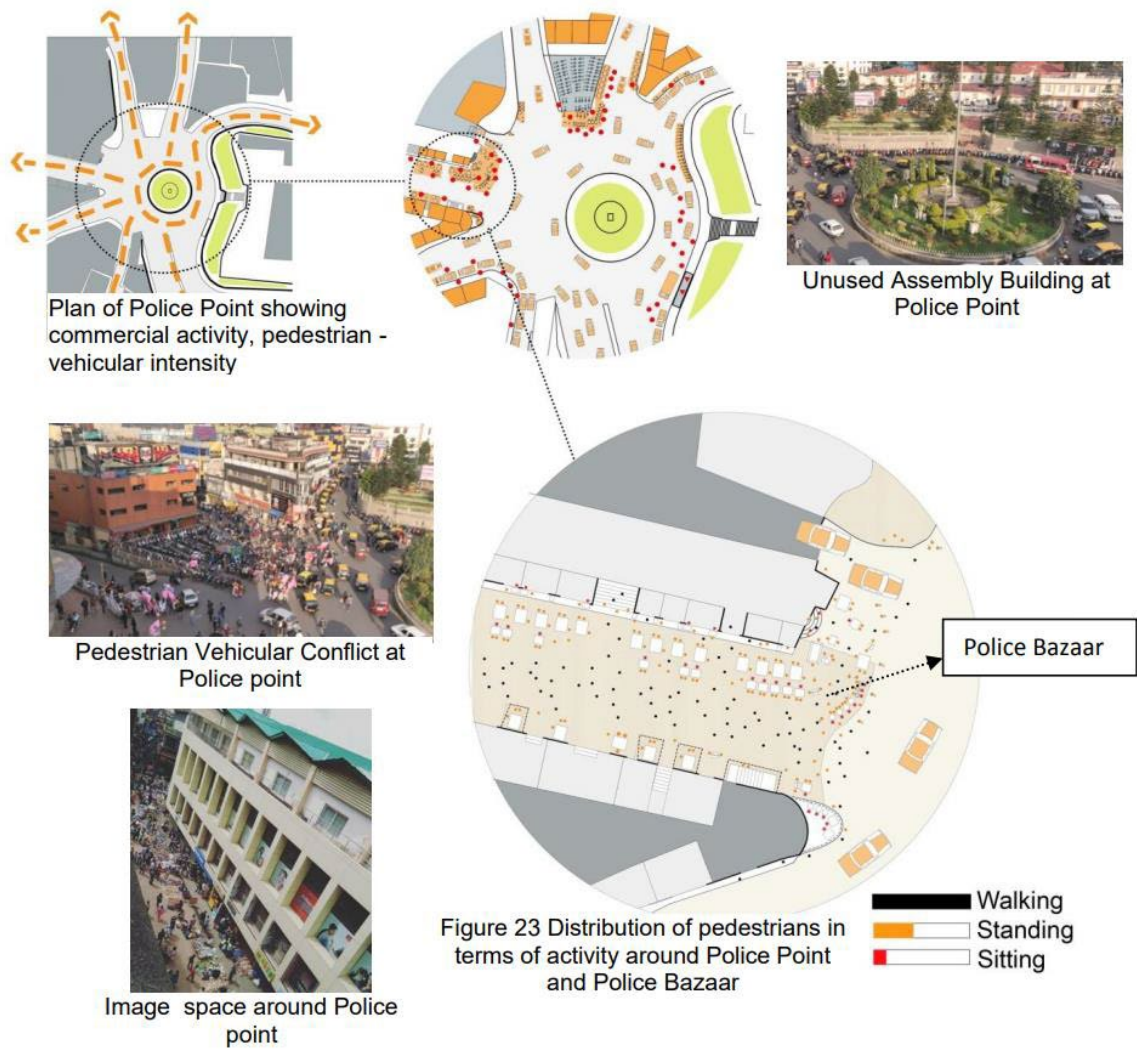 Plan of Police Point showing
commercial activity, pedestrian -
vehicular intensity
Unused Assembly Building at
Police Point
Pedestrian Vehicular Conflict at
Police point
Police Bazaar
Image  space around Police
point
Figure 23 Distribution of pedestrians in
terms of activity around Police Point
and Police Bazaar
Walking
Standing
Sitting